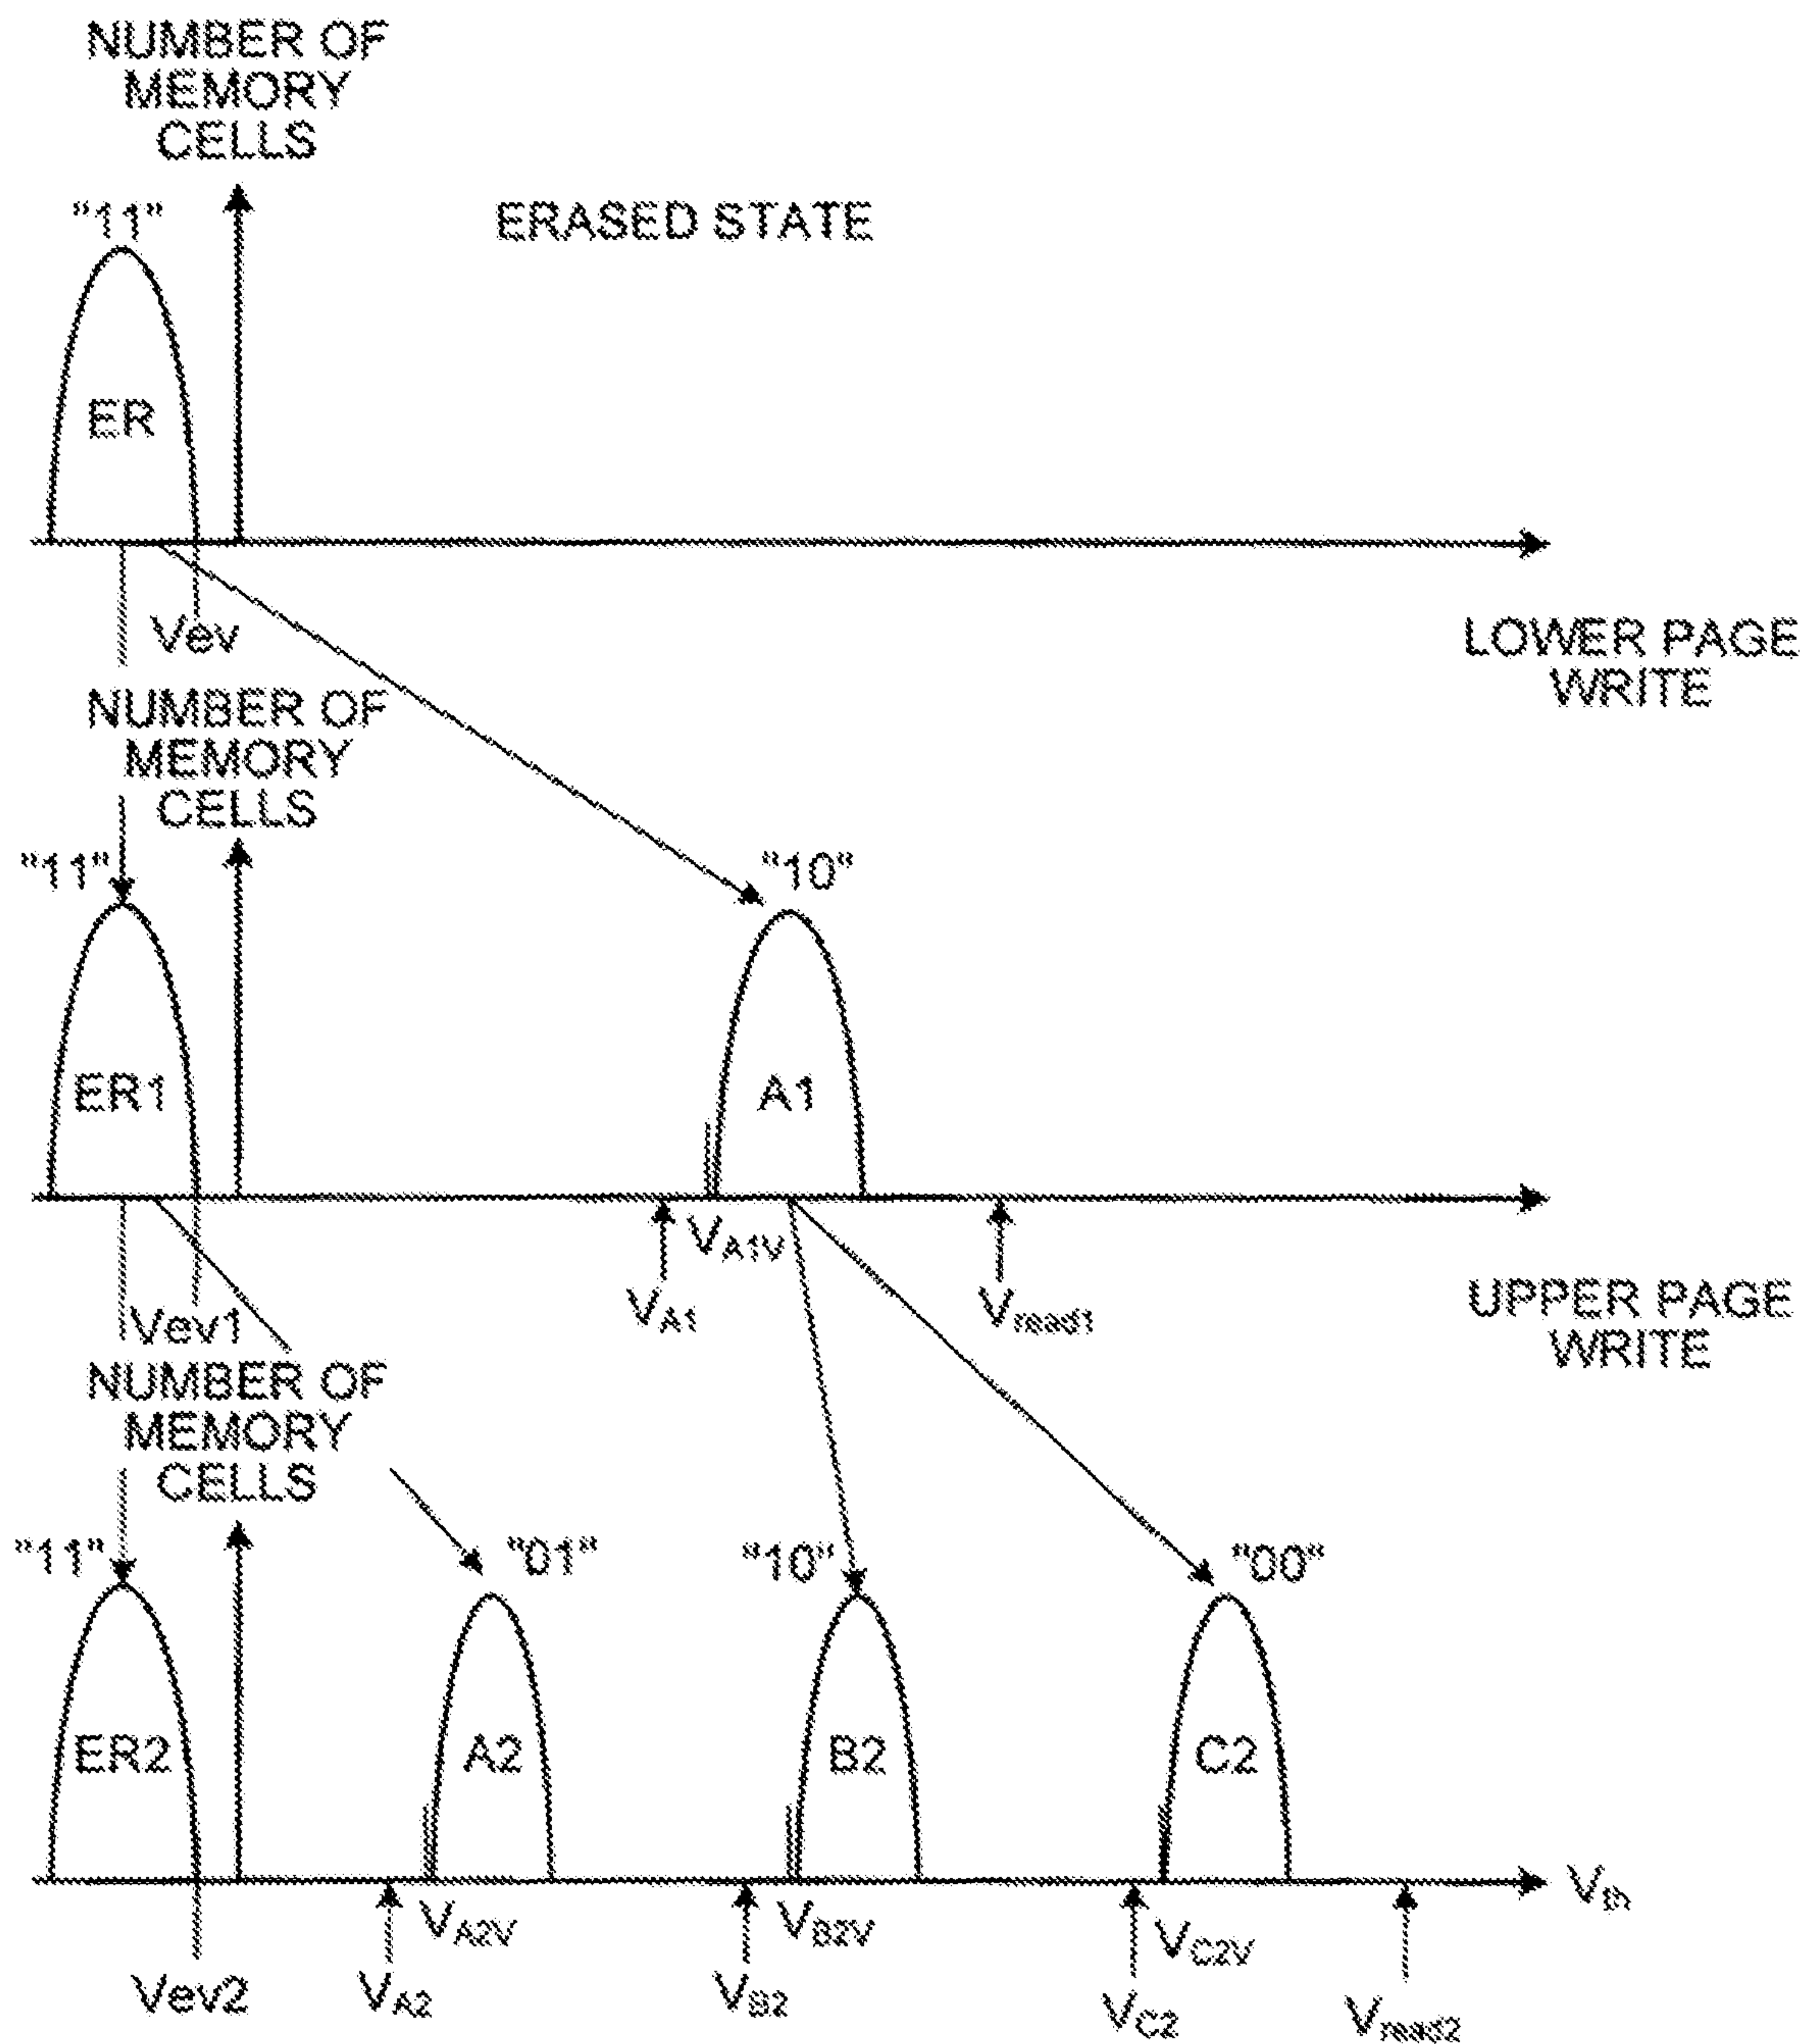 NUMBER OF
MEMORY
CELLS
"11"
ERASED STATE
ER
Vev
LOWER PAGE
WRITE
NUMBER OF
MEMORY
CELLS
"11"
"10"
ER1
A1
VA1V
Vev1
VA1
Vread1
UPPER PAGE
WRITE
NUMBER OF
MEMORY
CELLS
"11"
"01"
"10"
"00"
ER2
A2
B2
C2
Vth
VA2V
VB2V
VC2V
Vev2
VA2
VB2
VC2
Vread2